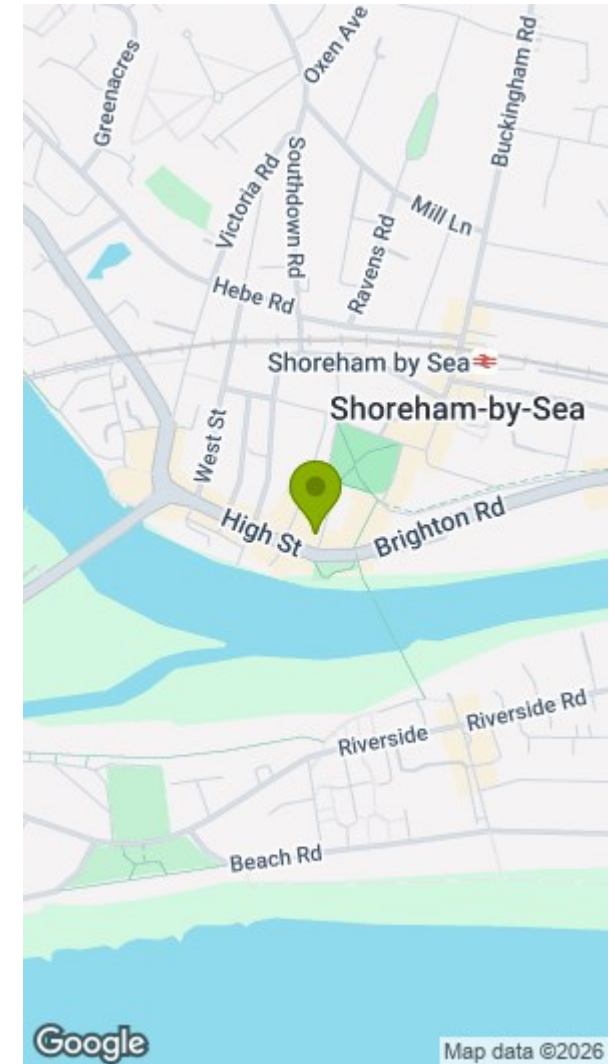 Oxen Ave
Greenacres
Buckingham Rd
Victoria Rd
Southdown Rd
Mill Ln
Ravens Rd
Hebe Rd
Shoreham by Sea
Shoreham-by-Sea
West St
High St
Brighton Rd
Riverside Rd
Riverside
Beach Rd
Google
Map data ©2026